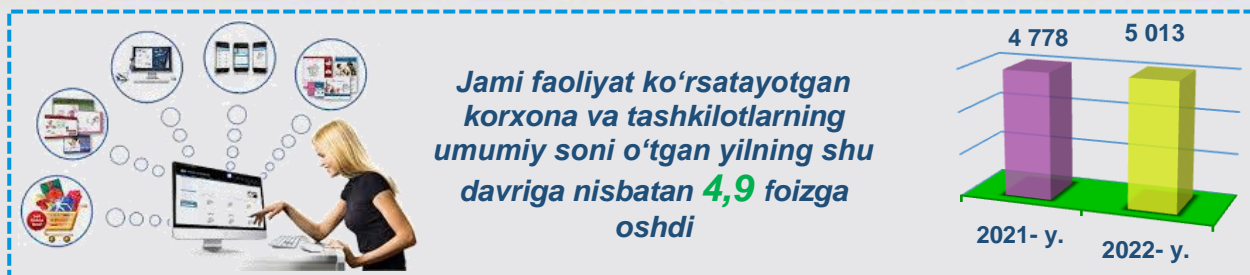 Jami faoliyat ko‘rsatayotgan
korxona va tashkilotlarning
umumiy soni o‘tgan yilning shu
davriga nisbatan 4,9 foizga
oshdi
4 778
5 013
2021- y.
2022- y.